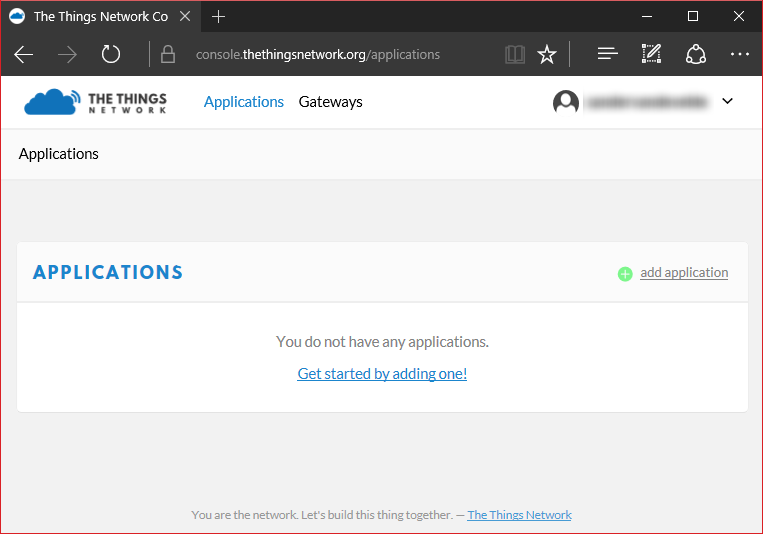 The Things Network Co
console.thethingsnetwork.org/applications
THE THINGS
NETWORK
Applications
Gateways
Applications
APPLICATIONS
add application
You do not have any applications.
Get started by adding one!
You are the network. Let's build this thing together. — The Things Network